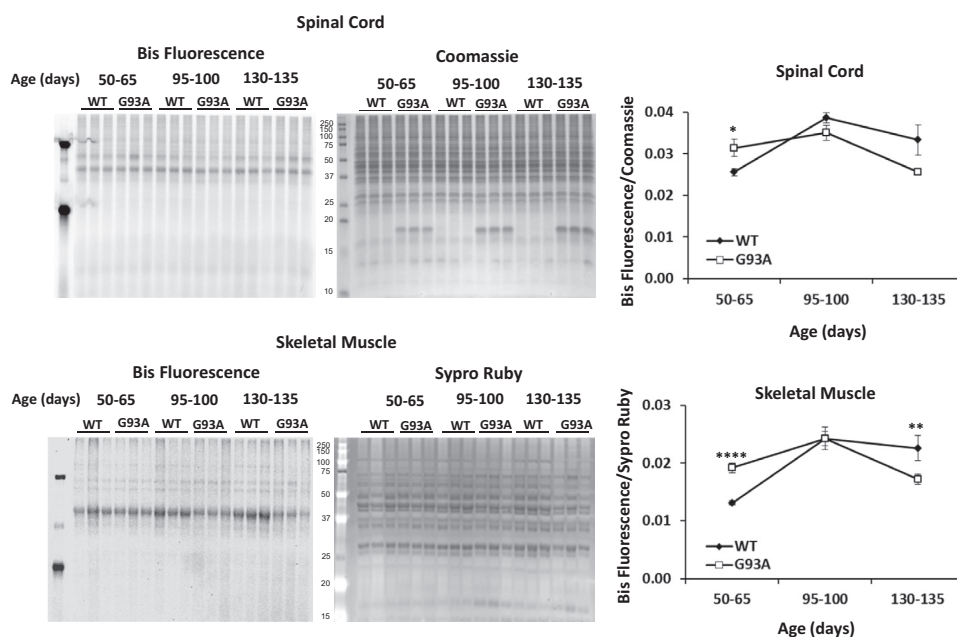 Spinal Cord
Bis Fluorescence
Coomassie
Age (days)
50-65 95-100 130-135
50-65 95-100 130-135
WT G93A WT G93A WT G93A
WT G93A WT G93A WT G93A
250
150
100
75
50
37
25
20
15
10
Spinal Cord
Bis Fluorescence/Coomassie
0.04
0.03
0.02
0.01
0.00
*
WT
G93A
50-65 95-100 130-135
Age (days)
Skeletal Muscle
Bis Fluorescence
Sypro Ruby
Age (days)
50-65 95-100 130-135
50-65 95-100 130-135
WT G93A WT G93A WT G93A
WT G93A WT G93A WT G93A
250
150
100
75
50
37
25
20
15
Skeletal Muscle
Bis Fluorescence/Sypro Ruby
0.03
0.02
0.01
0.00
****
**
WT
G93A
50-65 95-100 130-135
Age (days)